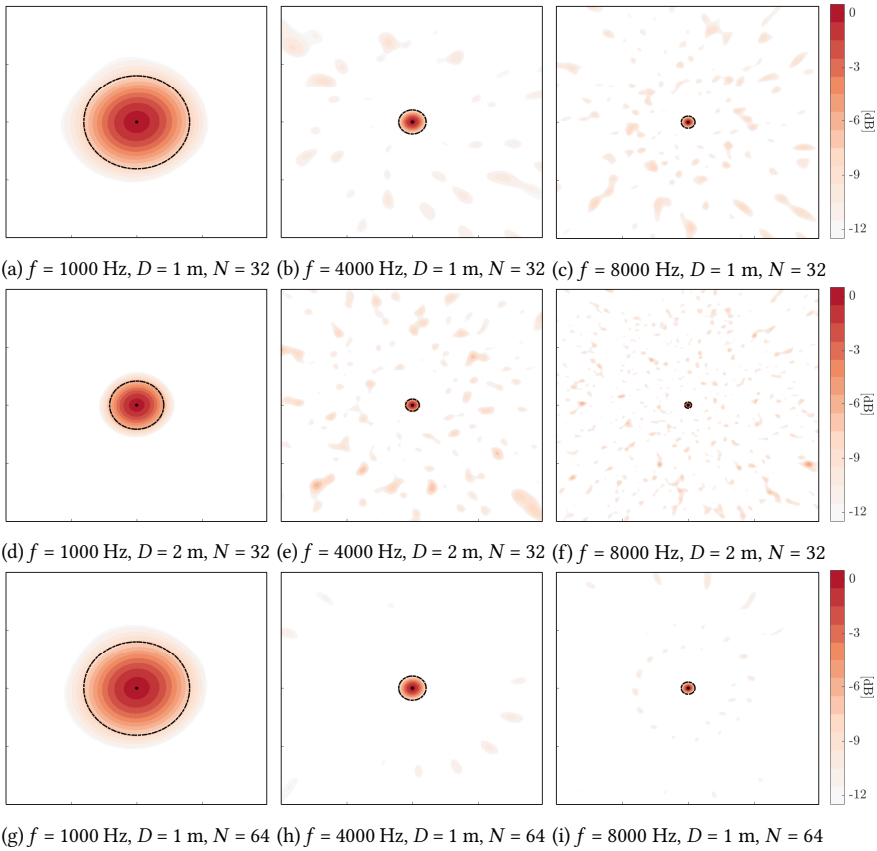 0
-3
-6
-9
-12
[dB]
(a) f = 1000 Hz, D = 1 m, N = 32 (b) f = 4000 Hz, D = 1 m, N = 32 (c) f = 8000 Hz, D = 1 m, N = 32
0
-3
-6
-9
-12
[dB]
(d) f = 1000 Hz, D = 2 m, N = 32 (e) f = 4000 Hz, D = 2 m, N = 32 (f) f = 8000 Hz, D = 2 m, N = 32
0
-3
-6
-9
-12
[dB]
(g) f = 1000 Hz, D = 1 m, N = 64 (h) f = 4000 Hz, D = 1 m, N = 64 (i) f = 8000 Hz, D = 1 m, N = 64